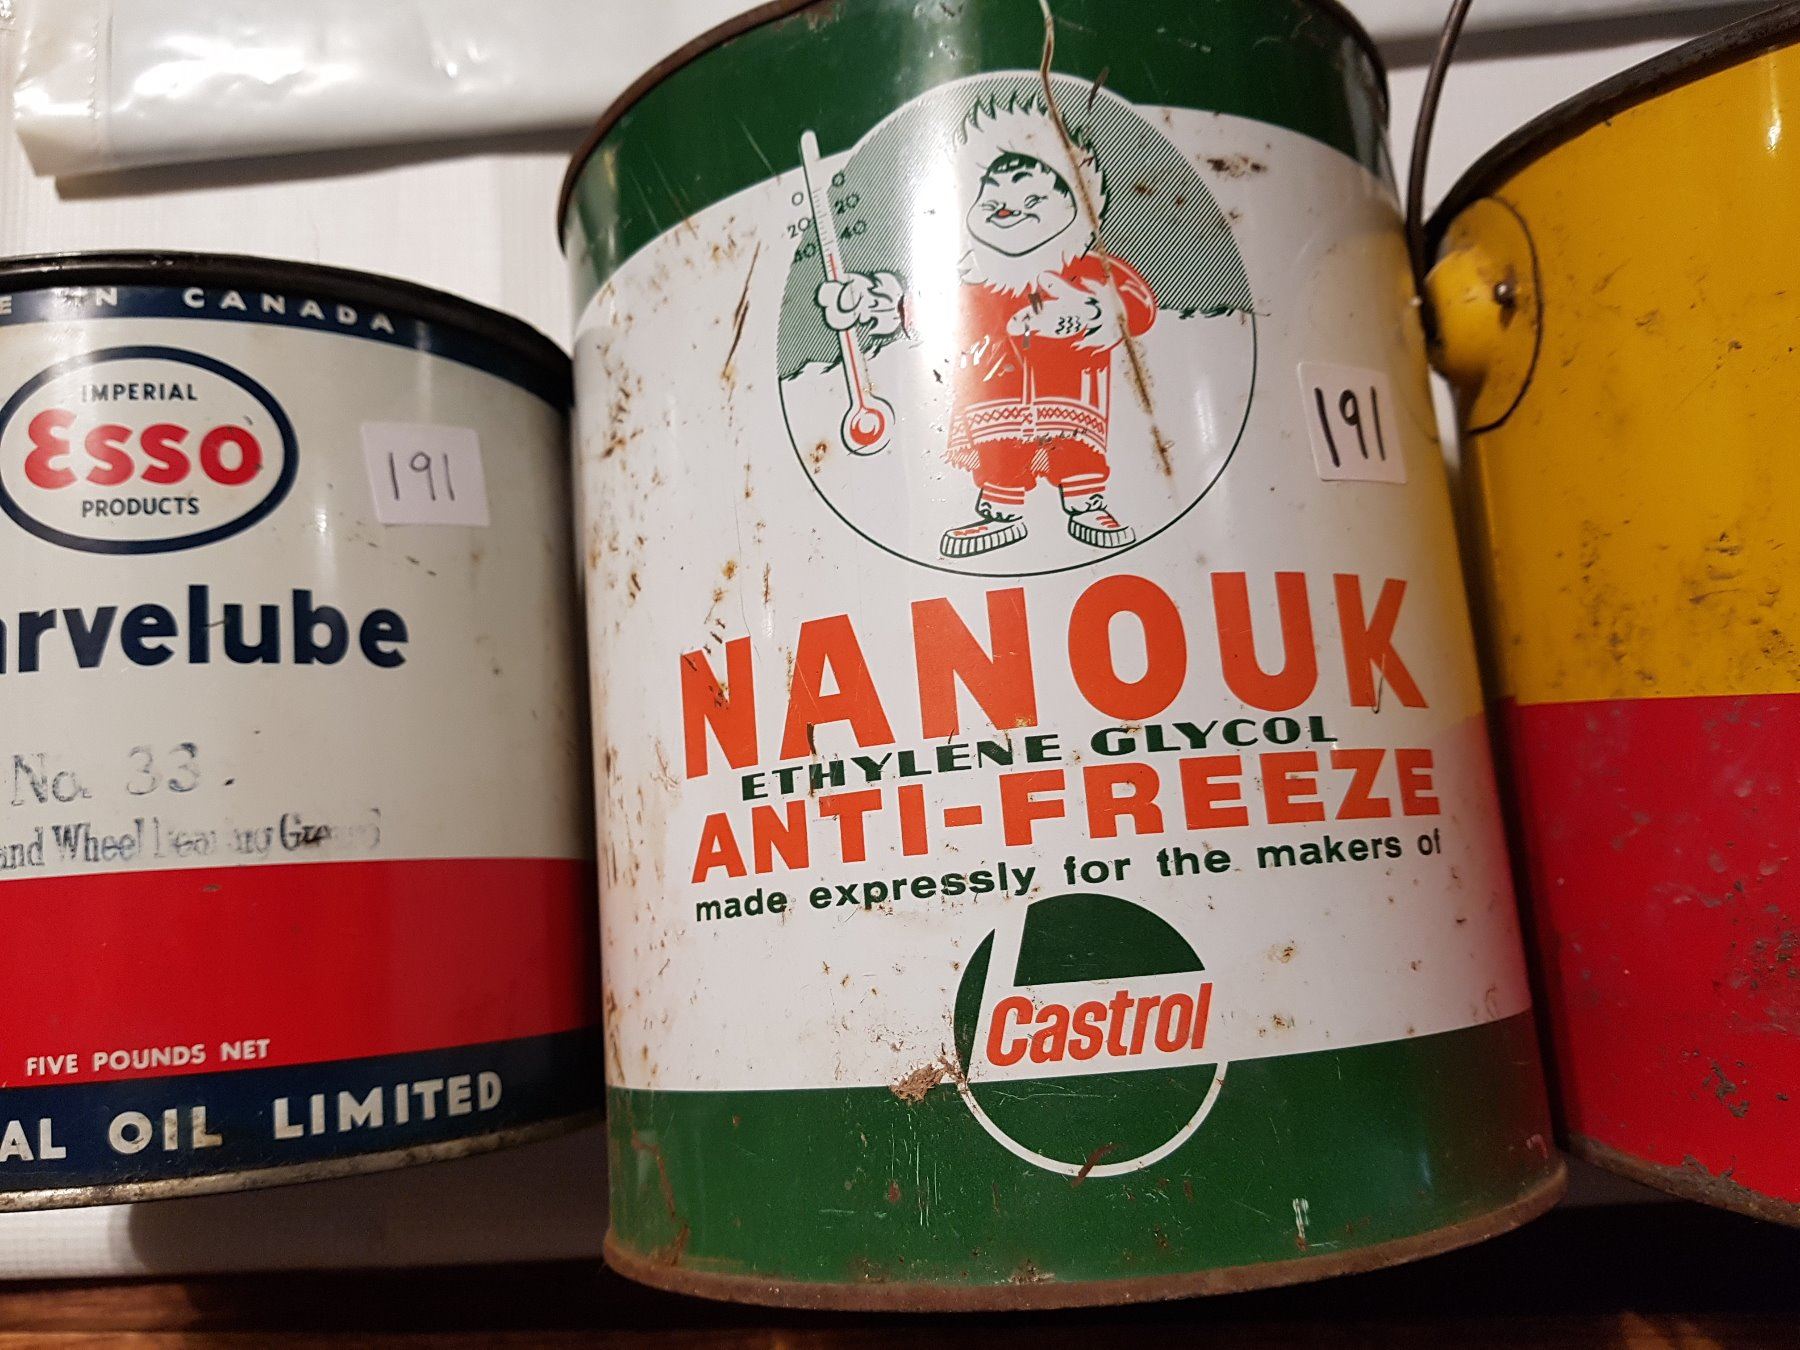 N CANADA
IMPERIAL
Esso
PRODUCTS
191
rvelube
No. 33.
and Wheel
FIVE POUNDS NET
AL OIL LIMITED
0 0
20 20
40 40
191
NANOUK
ETHYLENE GLYCOL
ANTI-FREEZE
made expressly for the makers of
Castrol